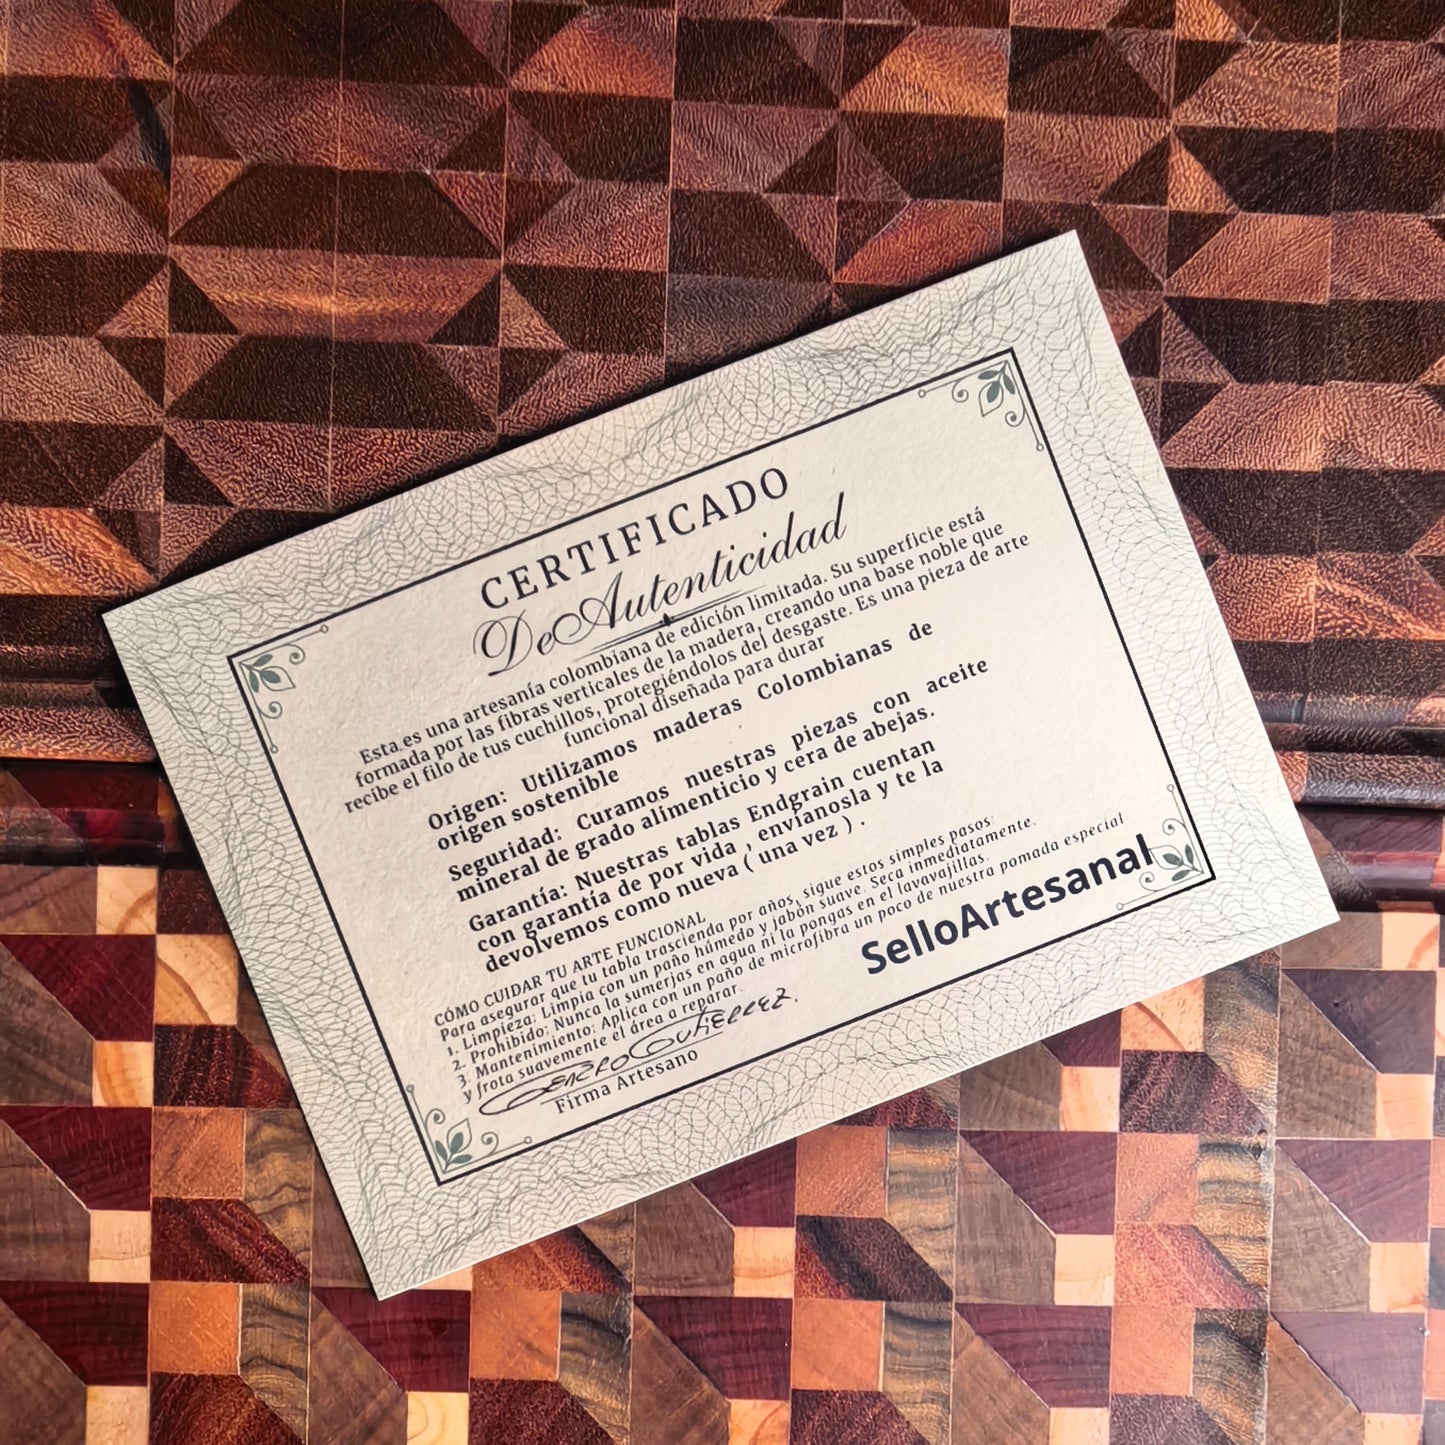 CERTIFICADO
De Autenticidad
Esta es una artesanía colombiana de edición limitada. Su superficie está
formada por las fibras verticales de la madera, creando una base noble que
recibe el filo de tus cuchillos, protegiéndolos del desgaste. Es una pieza de arte
funcional diseñada para durar
Origen: Utilizamos maderas Colombianas de
origen sostenible
Seguridad: Curamos nuestras piezas con aceite
mineral de grado alimenticio y cera de abejas.
Garantía: Nuestras tablas Endgrain cuentan
con garantía de por vida , envíanosla y te la
devolvemos como nueva ( una vez ) .
CÓMO CUIDAR TU ARTE FUNCIONAL
Para asegurar que tu tabla trascienda por años, sigue estos simples pasos:
1. Limpieza: Limpia con un paño húmedo y jabón suave. Seca inmediatamente.
2. Prohibido: Nunca la sumerjas en agua ni la pongas en el lavavajillas.
3. Mantenimiento: Aplica con un paño de microfibra un poco de nuestra pomada especial
y frota suavemente el área a reparar.
GUTIERREZ.
Firma Artesano
SelloArtesanal